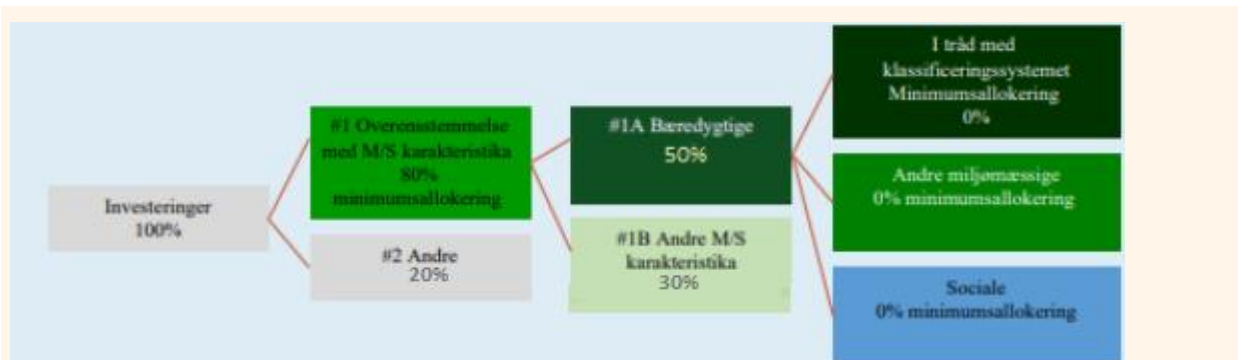 Investeringer
100%
#1 Overensstemmelse
med M/S karakteristika
80%
minimumsallokering
#2 Andre
20%
#1A Bæredygtige
50%
#1B Andre M/S
karakteristika
30%
I tråd med
klassificeringssystemet
Minimumsallokering
0%
Andre miljømæssige
0% minimumsallokering
Sociale
0% minimumsallokering